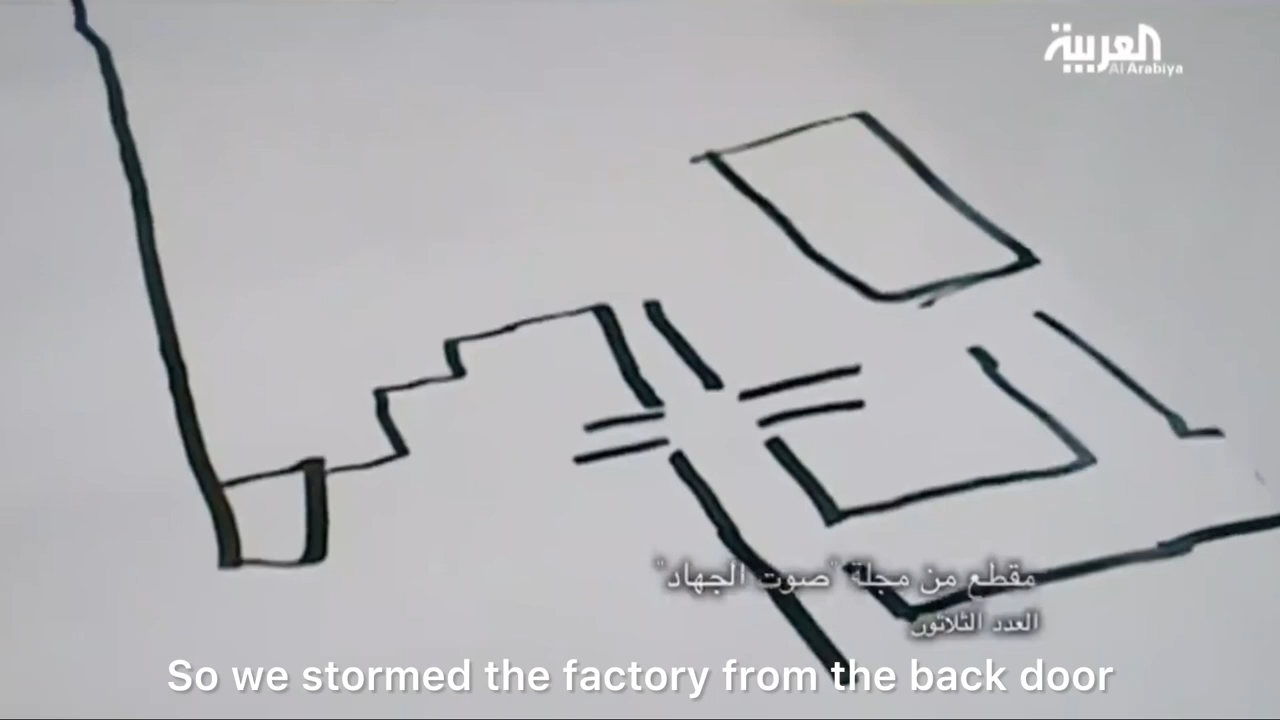 العربية
Al Arabiya
مقطع من مجلة "صوت الجهاد"
العدد الثلاثون
So we stormed the factory from the back door